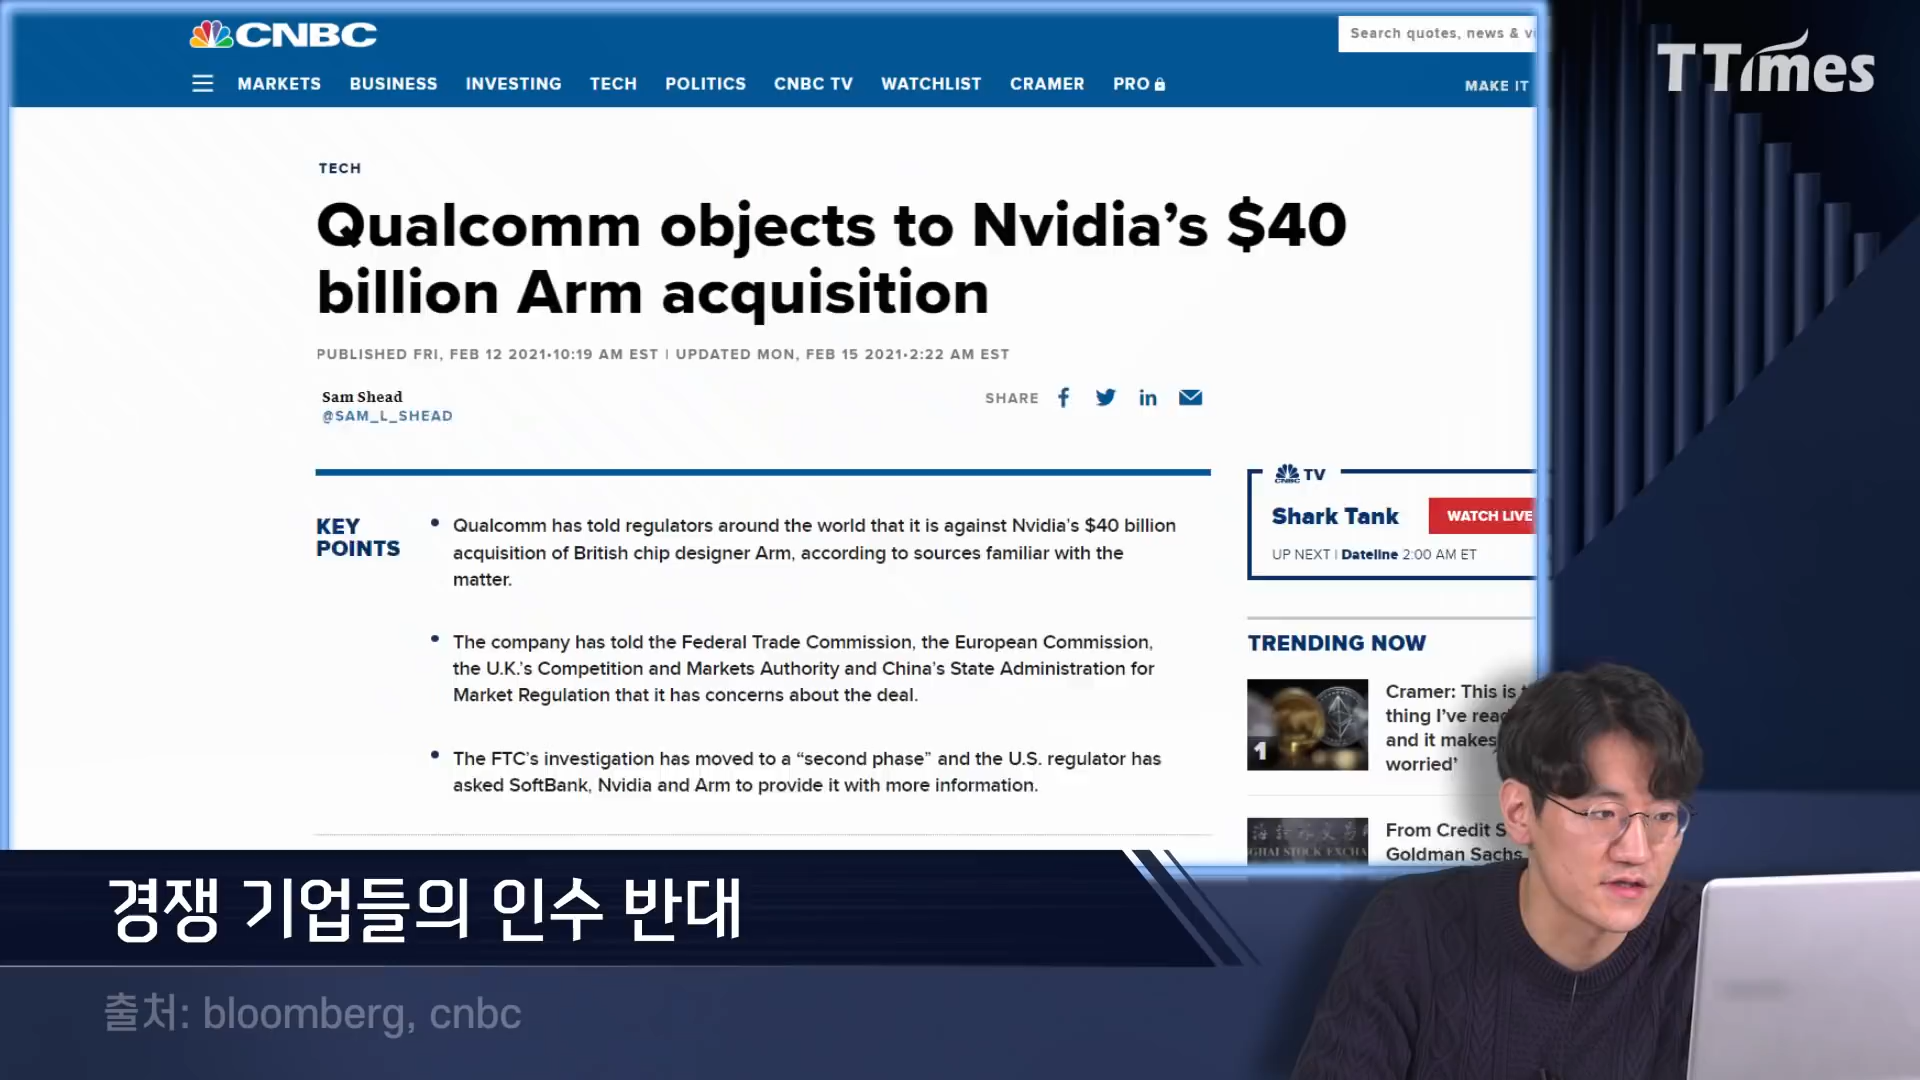 CNBC
Search quotes, news &
TTimes
MARKETS BUSINESS INVESTING TECH POLITICS CNBC TV WATCHLIST CRAMER PRO
MAKE IT
TECH
Qualcomm objects to Nvidia’s $40
billion Arm acquisition
PUBLISHED FRI, FEB 12 2021•10:19 AM EST | UPDATED MON, FEB 15 2021•2:22 AM EST
Sam Shead
@SAM_L_SHEAD
SHARE
KEY
POINTS
• Qualcomm has told regulators around the world that it is against Nvidia’s $40 billion
acquisition of British chip designer Arm, according to sources familiar with the
matter.
• The company has told the Federal Trade Commission, the European Commission,
the U.K.’s Competition and Markets Authority and China’s State Administration for
Market Regulation that it has concerns about the deal.
• The FTC’s investigation has moved to a “second phase” and the U.S. regulator has
asked SoftBank, Nvidia and Arm to provide it with more information.
CNBC TV
Shark Tank
WATCH LIVE
UP NEXT | Dateline 2:00 AM ET
TRENDING NOW
1
Cramer: This is
thing I’ve read
and it makes
worried’
From Credit S
Goldman Sachs
경쟁 기업들의 인수 반대
출처: bloomberg, cnbc